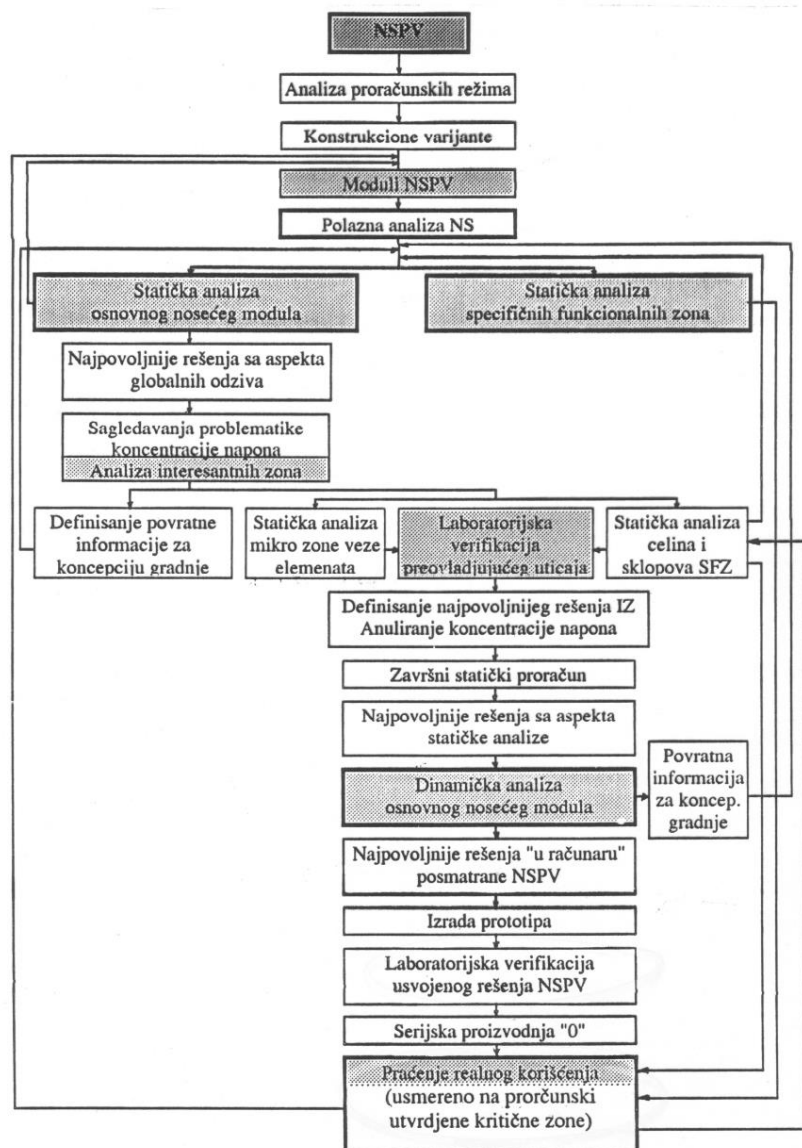 NSPV
Analiza proračunskih režima
Konstrukcione varijante
Moduli NSPV
Polazna analiza NS
Statička analiza
osnovnog nosećeg modula
Statička analiza
specifičnih funkcionalnih zona
Najpovoljnije rešenja sa aspekta
globalnih odziva
Sagledavanja problematike
koncentracije napona
Analiza interesantnih zona
Definisanje povratne
informacije za
koncepciju gradnje
Statička analiza
mikro zone veze
elemenata
Laboratorijska
verifikacija
preovladjujućeg uticaja
Statička analiza
celina i
sklopova SFZ
Definisanje najpovoljnijeg rešenja IZ
Anuliranje koncentracije napona
Završni statički proračun
Najpovoljnije rešenja sa aspekta
statičke analize
Dinamička analiza
osnovnog nosećeg modula
Povratna
informacija
za koncep.
gradnje
Najpovoljnije rešenja "u računaru"
posmatrane NSPV
Izrada prototipa
Laboratorijska verifikacija
usvojenog rešenja NSPV
Serijska proizvodnja "0"
Praćenje realnog korišćenja
(usmereno na prorčunski
utvrdjene kritične zone)